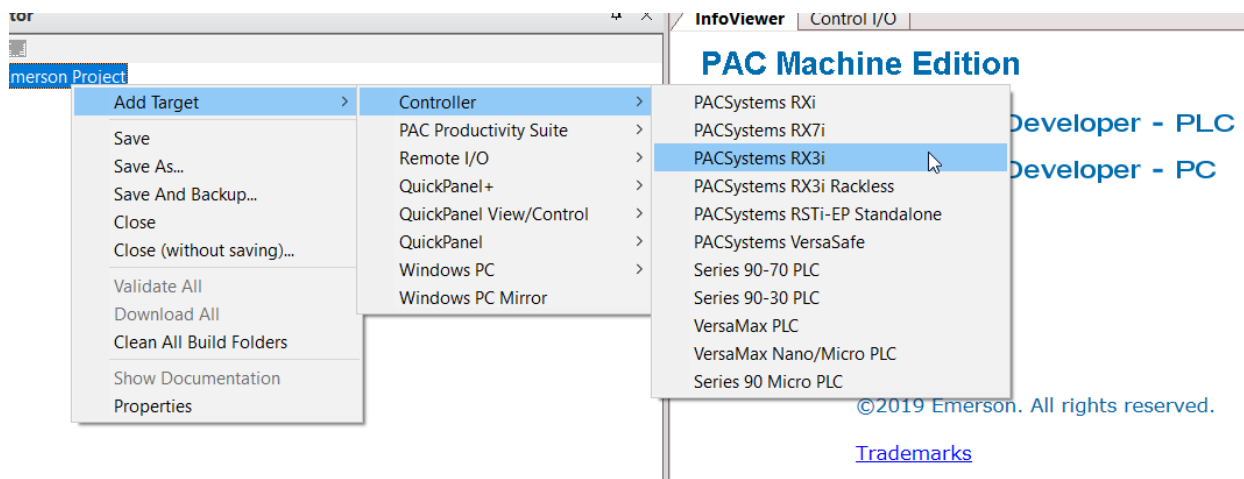 tor
InfoViewer Control I/O
merson Project
PAC Machine Edition
Add Target
Save
Save As...
Save And Backup...
Close
Close (without saving)...
Validate All
Download All
Clean All Build Folders
Show Documentation
Properties
Controller
PAC Productivity Suite
Remote I/O
QuickPanel+
QuickPanel View/Control
QuickPanel
Windows PC
Windows PC Mirror
PACSystems RXi
PACSystems RX7i
PACSystems RX3i
PACSystems RX3i Rackless
PACSystems RSTi-EP Standalone
PACSystems VersaSafe
Series 90-70 PLC
Series 90-30 PLC
VersaMax PLC
VersaMax Nano/Micro PLC
Series 90 Micro PLC
Developer - PLC
Developer - PC
©2019 Emerson. All rights reserved.
Trademarks